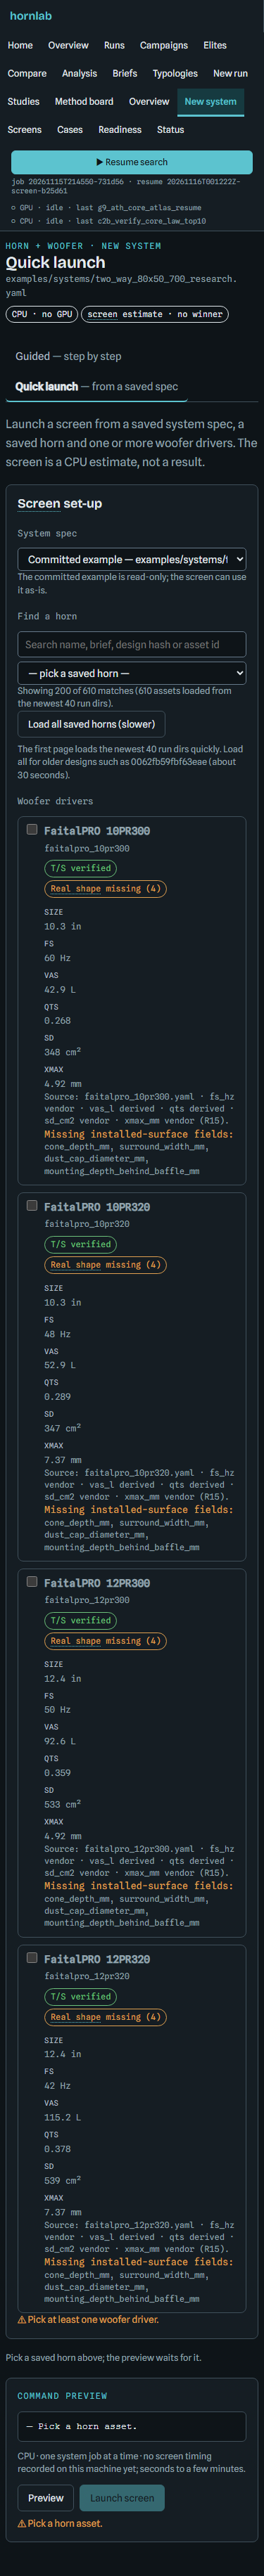 hornlab
Home Overview Runs Campaigns Elites
Compare Analysis Briefs Typologies New run
Studies Method board Overview New system
Screens Cases Readiness Status
▶ Resume search
job 20261115T214550-731d56 · resume 20261116T001222Z-
screen-b25d61
○ GPU · idle · last g9_ath_core_atlas_resume
○ CPU · idle · last c2b_verify_core_law_top10
HORN + WOOFER · NEW SYSTEM
Quick launch
examples/systems/two_way_80x50_700_research.
yaml
CPU · no GPU
screen estimate · no winner
Guided — step by step
Quick launch — from a saved spec
Launch a screen from a saved system spec, a
saved horn and one or more woofer drivers. The
screen is a CPU estimate, not a result.
Screen set-up
System spec
Committed example — examples/systems/t
The committed example is read-only; the screen can use
it as-is.
Find a horn
Search name, brief, design hash or asset id
— pick a saved horn —
Showing 200 of 610 matches (610 assets loaded from
the newest 40 run dirs).
Load all saved horns (slower)
The first page loads the newest 40 run dirs quickly. Load
all for older designs such as 0062fb59fbf63eae (about
30 seconds).
Woofer drivers
FaitalPRO 10PR300
faitalpro_10pr300
T/S verified
Real shape missing (4)
SIZE
10.3 in
FS
60 Hz
VAS
42.9 L
QTS
0.268
SD
348 cm²
XMAX
4.92 mm
Source: faitalpro_10pr300.yaml · fs_hz
vendor · vas_l derived · qts derived ·
sd_cm2 vendor · xmax_mm vendor (R15).
Missing installed-surface fields:
cone_depth_mm, surround_width_mm,
dust_cap_diameter_mm,
mounting_depth_behind_baffle_mm
FaitalPRO 10PR320
faitalpro_10pr320
T/S verified
Real shape missing (4)
SIZE
10.3 in
FS
48 Hz
VAS
52.9 L
QTS
0.289
SD
347 cm²
XMAX
7.37 mm
Source: faitalpro_10pr320.yaml · fs_hz
vendor · vas_l derived · qts derived ·
sd_cm2 vendor · xmax_mm vendor (R15).
Missing installed-surface fields:
cone_depth_mm, surround_width_mm,
dust_cap_diameter_mm,
mounting_depth_behind_baffle_mm
FaitalPRO 12PR300
faitalpro_12pr300
T/S verified
Real shape missing (4)
SIZE
12.4 in
FS
50 Hz
VAS
92.6 L
QTS
0.359
SD
533 cm²
XMAX
4.92 mm
Source: faitalpro_12pr300.yaml · fs_hz
vendor · vas_l derived · qts derived ·
sd_cm2 vendor · xmax_mm vendor (R15).
Missing installed-surface fields:
cone_depth_mm, surround_width_mm,
dust_cap_diameter_mm,
mounting_depth_behind_baffle_mm
FaitalPRO 12PR320
faitalpro_12pr320
T/S verified
Real shape missing (4)
SIZE
12.4 in
FS
42 Hz
VAS
115.2 L
QTS
0.378
SD
539 cm²
XMAX
7.37 mm
Source: faitalpro_12pr320.yaml · fs_hz
vendor · vas_l derived · qts derived ·
sd_cm2 vendor · xmax_mm vendor (R15).
Missing installed-surface fields:
cone_depth_mm, surround_width_mm,
dust_cap_diameter_mm,
mounting_depth_behind_baffle_mm
⚠ Pick at least one woofer driver.
Pick a saved horn above; the preview waits for it.
COMMAND PREVIEW
— Pick a horn asset.
CPU · one system job at a time · no screen timing
recorded on this machine yet; seconds to a few minutes.
Preview
Launch screen
⚠ Pick a horn asset.